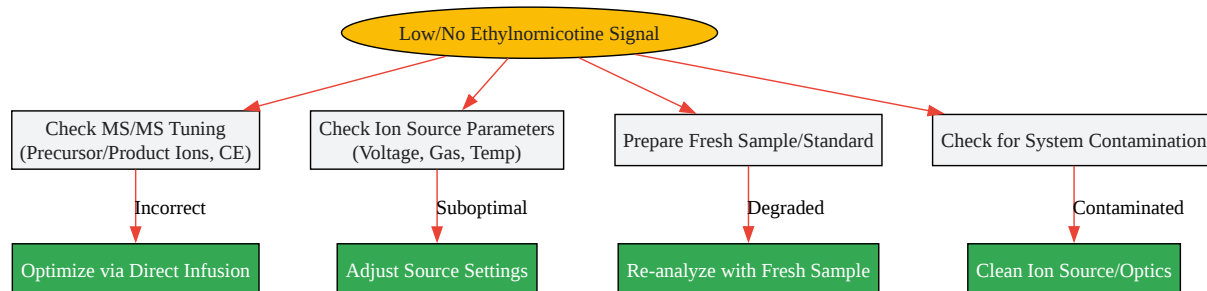 Low/No Ethylnornicotine Signal
Check MS/MS Tuning
(Precursor/Product Ions, CE)
Check Ion Source Parameters
(Voltage, Gas, Temp)
Prepare Fresh Sample/Standard
Check for System Contamination
Incorrect
Suboptimal
Degraded
Contaminated
Optimize via Direct Infusion
Adjust Source Settings
Re-analyze with Fresh Sample
Clean Ion Source/Optics